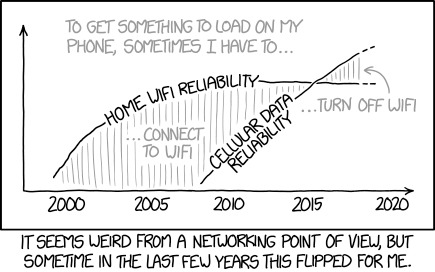 TO GET SOMETHING TO LOAD ON MY
PHONE, SOMETIMES I HAVE TO...
HOME WIFI RELIABILITY
...CONNECT
TO WIFI
CELLULAR DATA
RELIABILITY
...TURN OFF WIFI
2000 2005 2010 2015 2020
IT SEEMS WEIRD FROM A NETWORKING POINT OF VIEW, BUT
SOMETIME IN THE LAST FEW YEARS THIS FLIPPED FOR ME.